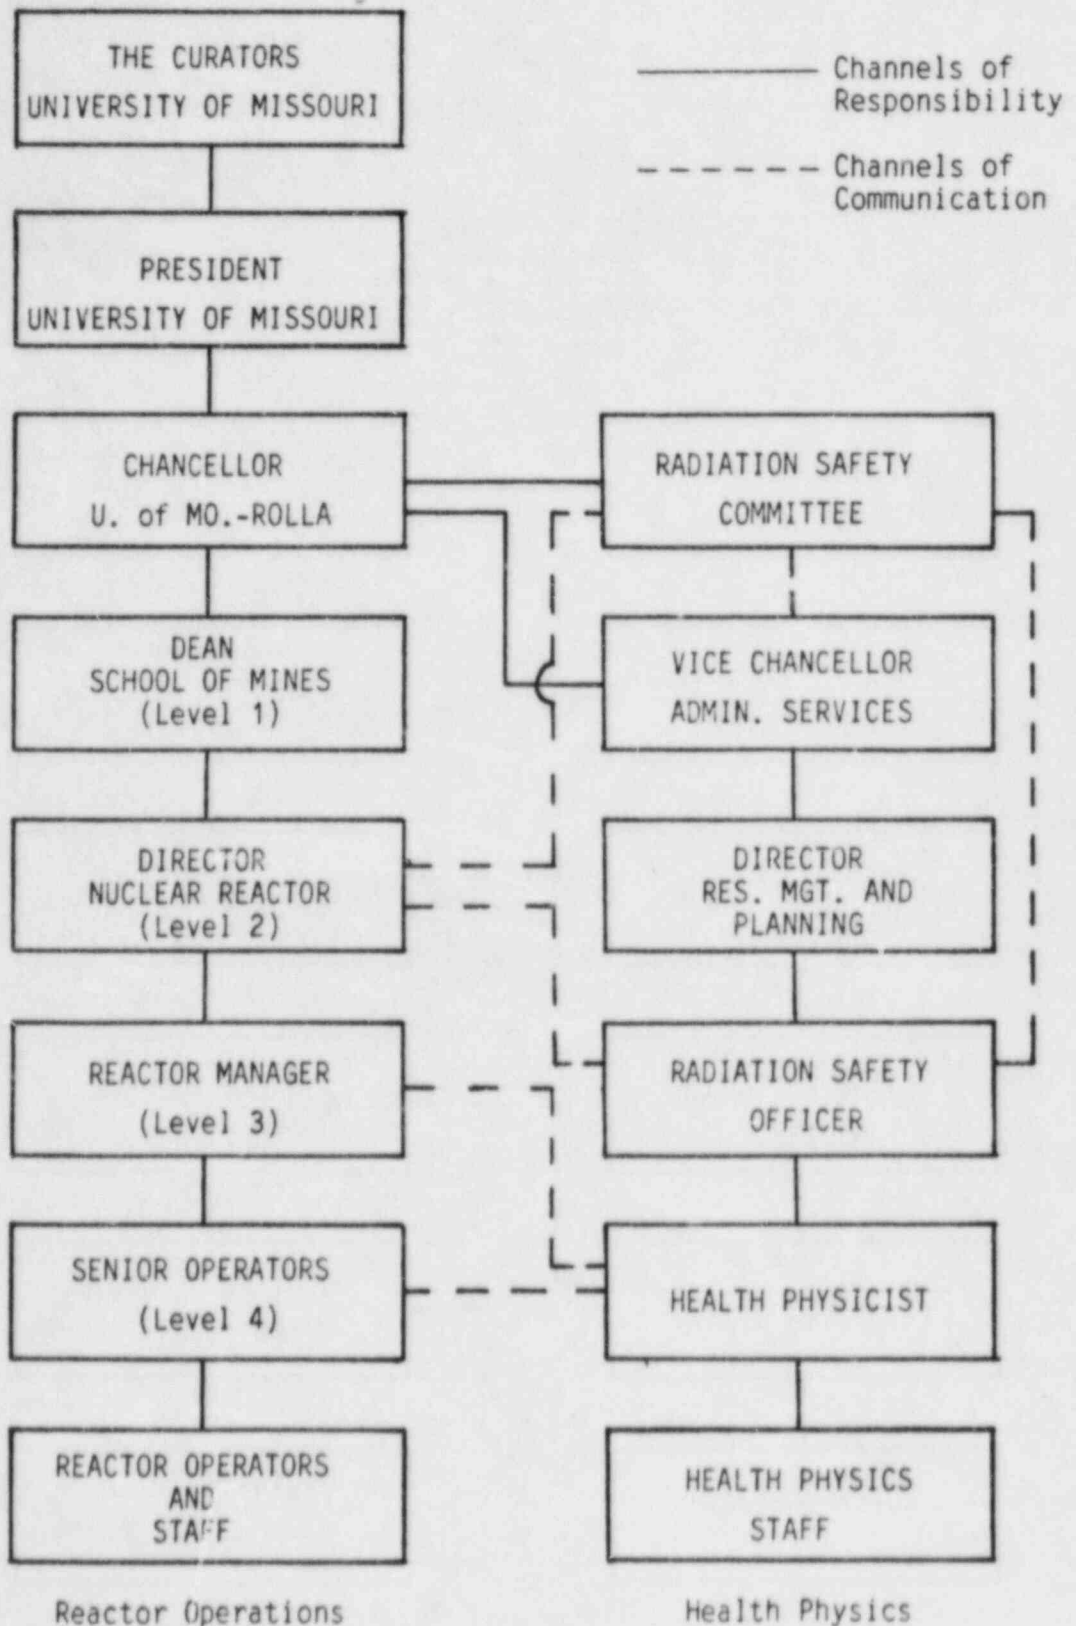 THE CURATORS
UNIVERSITY OF MISSOURI
Channels of
Responsibility
Channels of
Communication
PRESIDENT
UNIVERSITY OF MISSOURI
CHANCELLOR
U. of MO.-ROLLA
RADIATION SAFETY
COMMITTEE
DEAN
SCHOOL OF MINES
(Level 1)
VICE CHANCELLOR
ADMIN. SERVICES
DIRECTOR
NUCLEAR REACTOR
(Level 2)
DIRECTOR
RES. MGT. AND
PLANNING
REACTOR MANAGER
(Level 3)
RADIATION SAFETY
OFFICER
SENIOR OPERATORS
(Level 4)
HEALTH PHYSICIST
REACTOR OPERATORS
AND
STAFF
HEALTH PHYSICS
STAFF
Reactor Operations
Health Physics